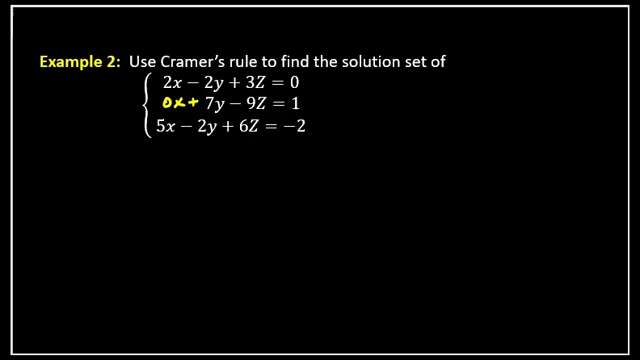 Example 2: Use Cramer's rule to find the solution set of
2x − 2y + 3Z = 0
0x + 7y − 9Z = 1
5x − 2y + 6Z = −2